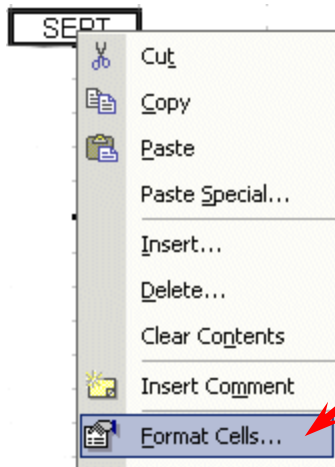 SEPT
Cut
Copy
Paste
Paste Special...
Insert...
Delete...
Clear Contents
Insert Comment
Format Cells...